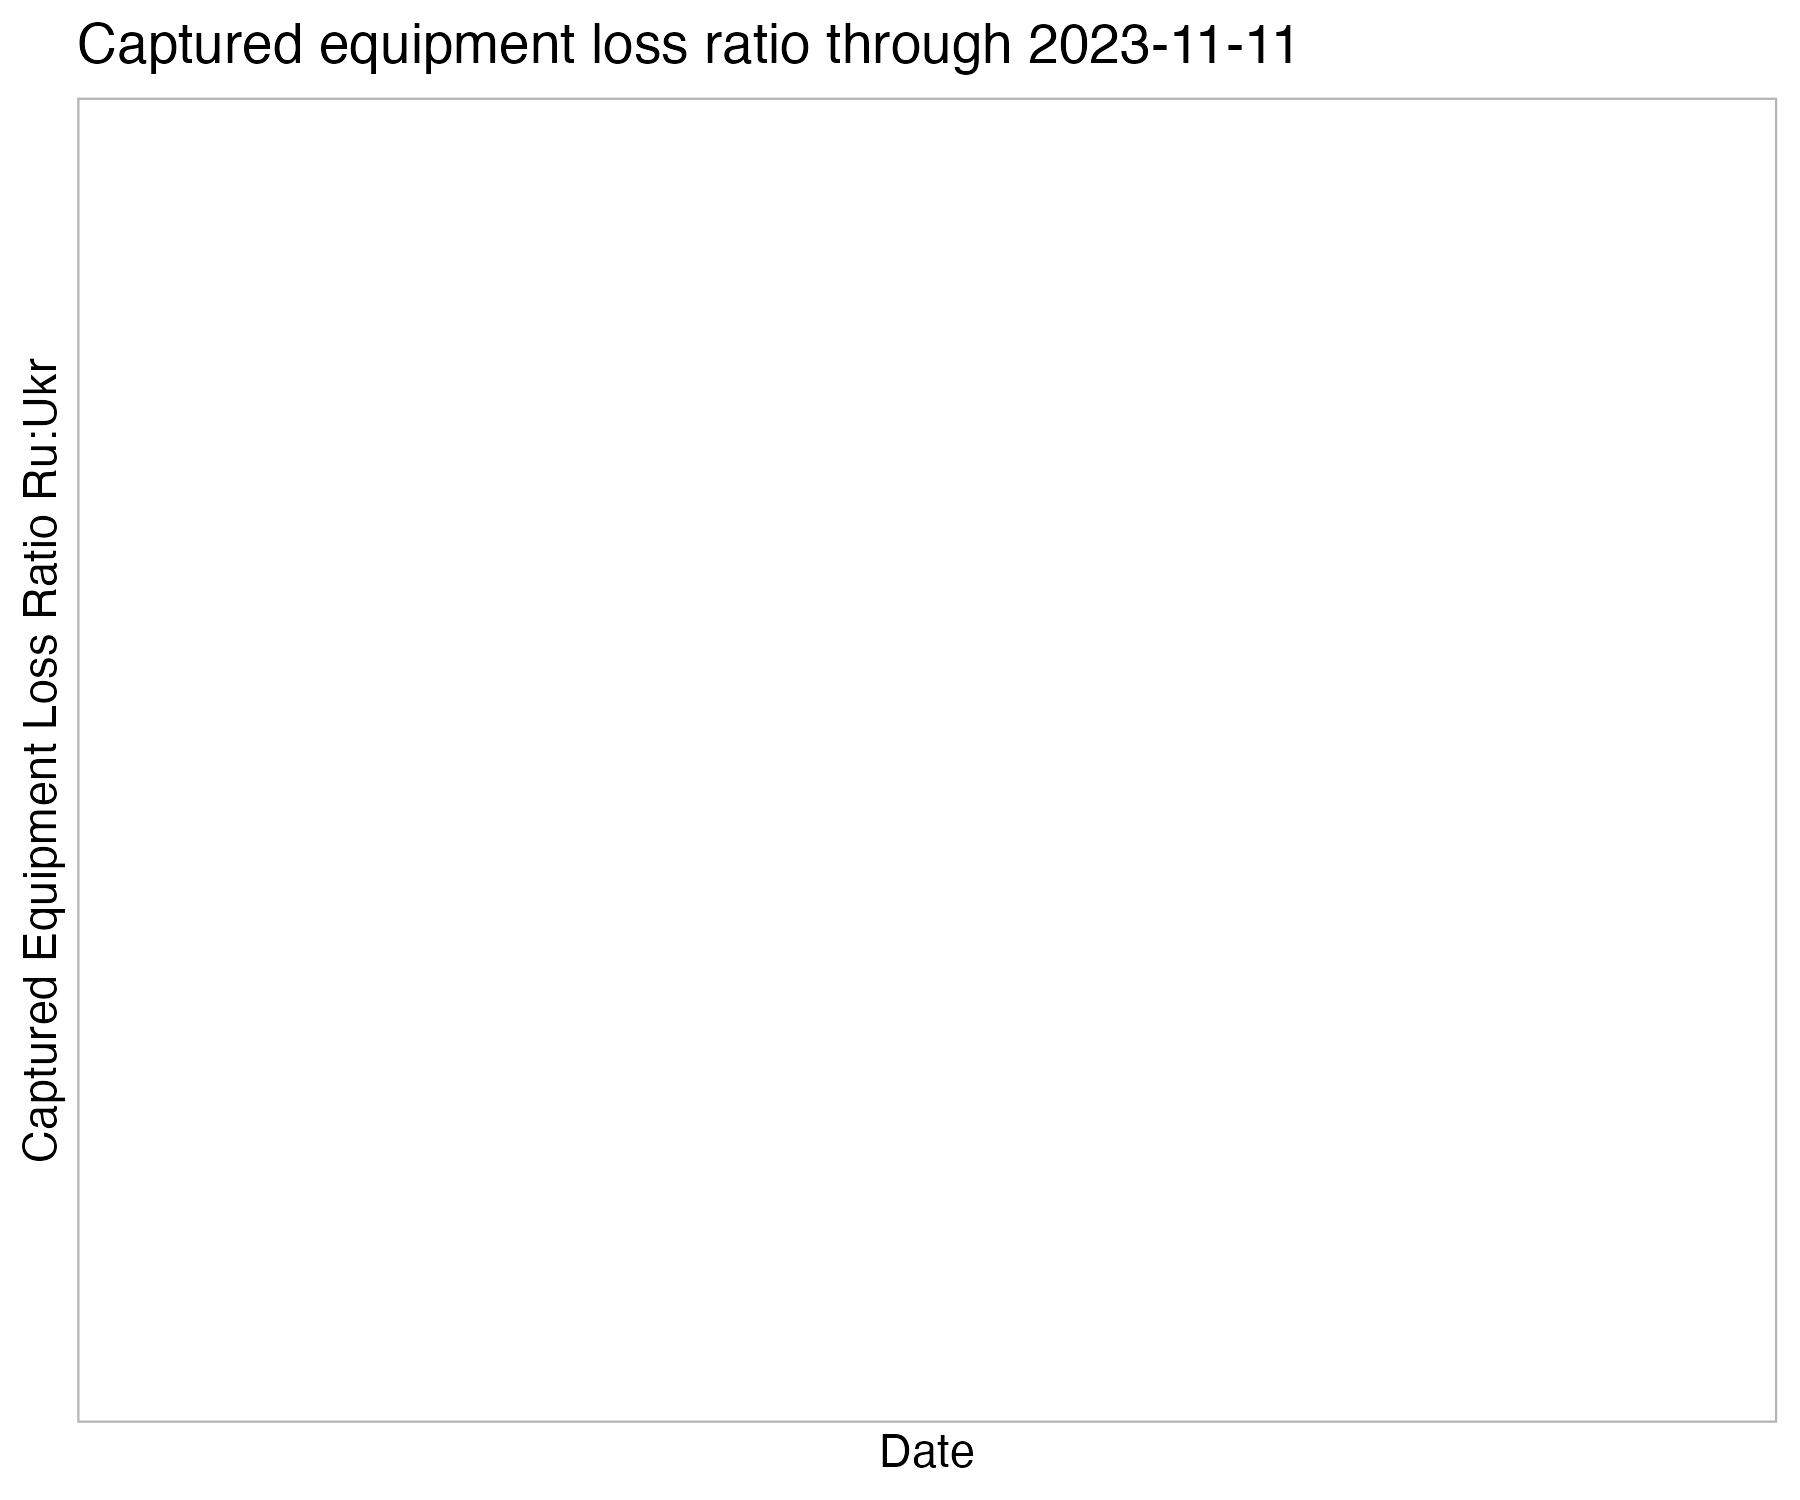 Captured equipment loss ratio through 2023-11-11
Captured Equipment Loss Ratio Ru:Ukr
Date